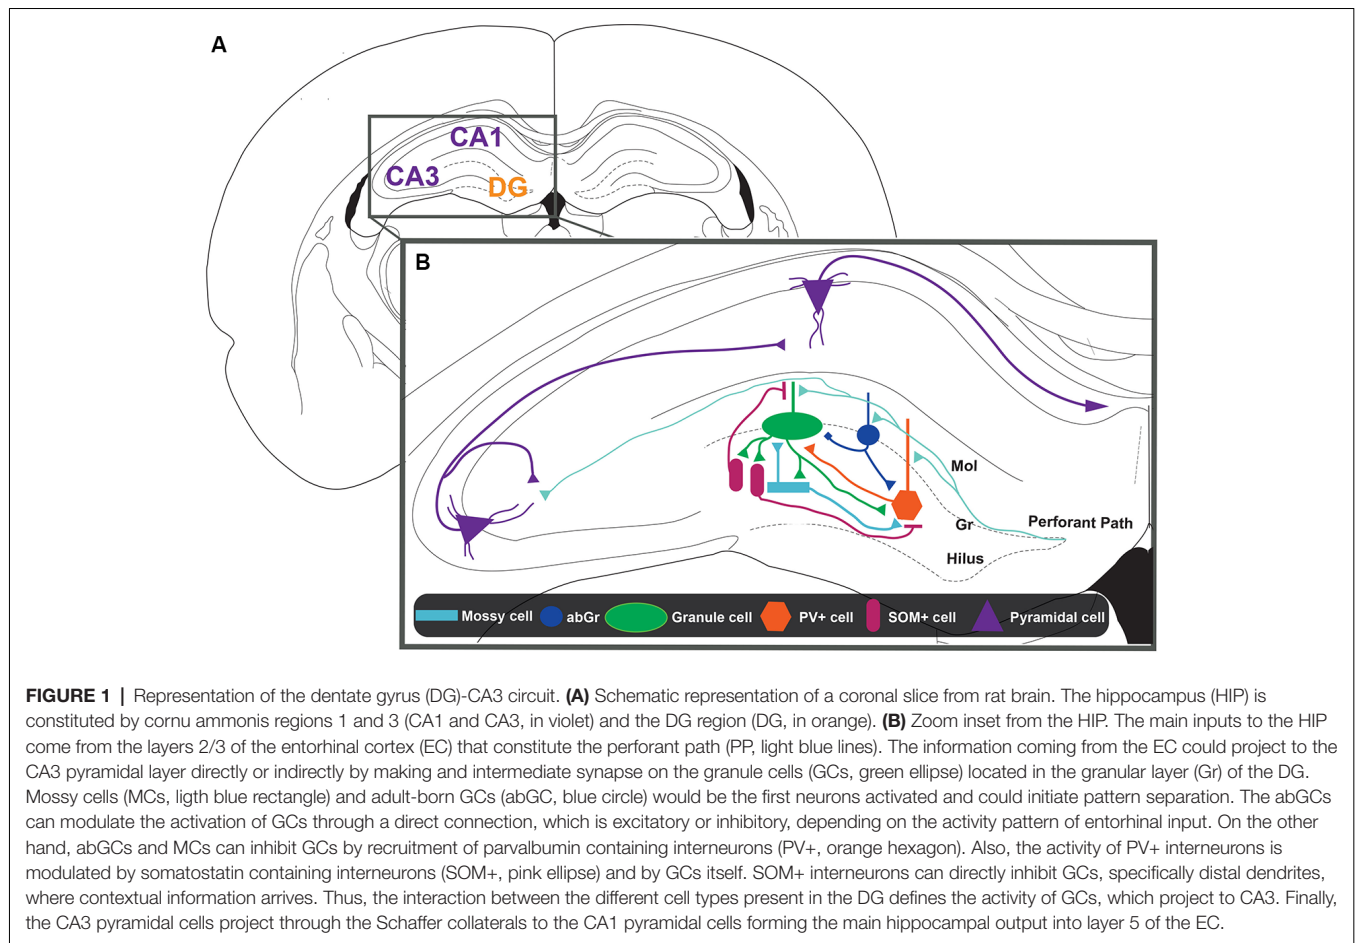 A
CA1
CA3
DG
B
Mol
Gr
Perforant Path
Hilus
Mossy cell abGr Granule cell PV+ cell SOM+ cell Pyramidal cell
FIGURE 1 | Representation of the dentate gyrus (DG)-CA3 circuit. (A) Schematic representation of a coronal slice from rat brain. The hippocampus (HIP) is
constituted by cornu ammonis regions 1 and 3 (CA1 and CA3, in violet) and the DG region (DG, in orange). (B) Zoom inset from the HIP. The main inputs to the HIP
come from the layers 2/3 of the entorhinal cortex (EC) that constitute the perforant path (PP, light blue lines). The information coming from the EC could project to the
CA3 pyramidal layer directly or indirectly by making and intermediate synapse on the granule cells (GCs, green ellipse) located in the granular layer (Gr) of the DG.
Mossy cells (MCs, ligth blue rectangle) and adult-born GCs (abGC, blue circle) would be the first neurons activated and could initiate pattern separation. The abGCs
can modulate the activation of GCs through a direct connection, which is excitatory or inhibitory, depending on the activity pattern of entorhinal input. On the other
hand, abGCs and MCs can inhibit GCs by recruitment of parvalbumin containing interneurons (PV+, orange hexagon). Also, the activity of PV+ interneurons is
modulated by somatostatin containing interneurons (SOM+, pink ellipse) and by GCs itself. SOM+ interneurons can directly inhibit GCs, specifically distal dendrites,
where contextual information arrives. Thus, the interaction between the different cell types present in the DG defines the activity of GCs, which project to CA3. Finally,
the CA3 pyramidal cells project through the Schaffer collaterals to the CA1 pyramidal cells forming the main hippocampal output into layer 5 of the EC.